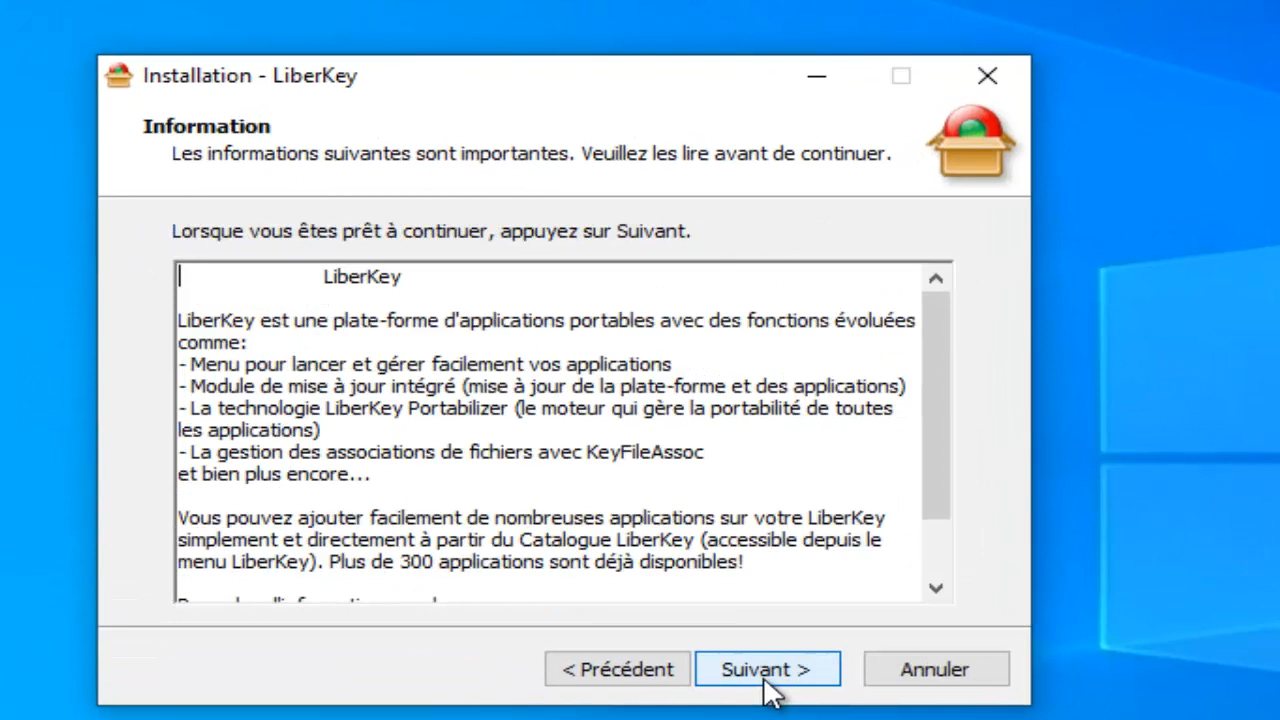 Installation - LiberKey
Information
Les informations suivantes sont importantes. Veuillez les lire avant de continuer.
Lorsque vous êtes prêt à continuer, appuyez sur Suivant.
LiberKey
LiberKey est une plate-forme d'applications portables avec des fonctions évoluées
comme:
- Menu pour lancer et gérer facilement vos applications
- Module de mise à jour intégré (mise à jour de la plate-forme et des applications)
- La technologie LiberKey Portabilizer (le moteur qui gère la portabilité de toutes
les applications)
- La gestion des associations de fichiers avec KeyFileAssoc
et bien plus encore...
Vous pouvez ajouter facilement de nombreuses applications sur votre LiberKey
simplement et directement à partir du Catalogue LiberKey (accessible depuis le
menu LiberKey). Plus de 300 applications sont déjà disponibles!
< Précédent
Suivant >
Annuler